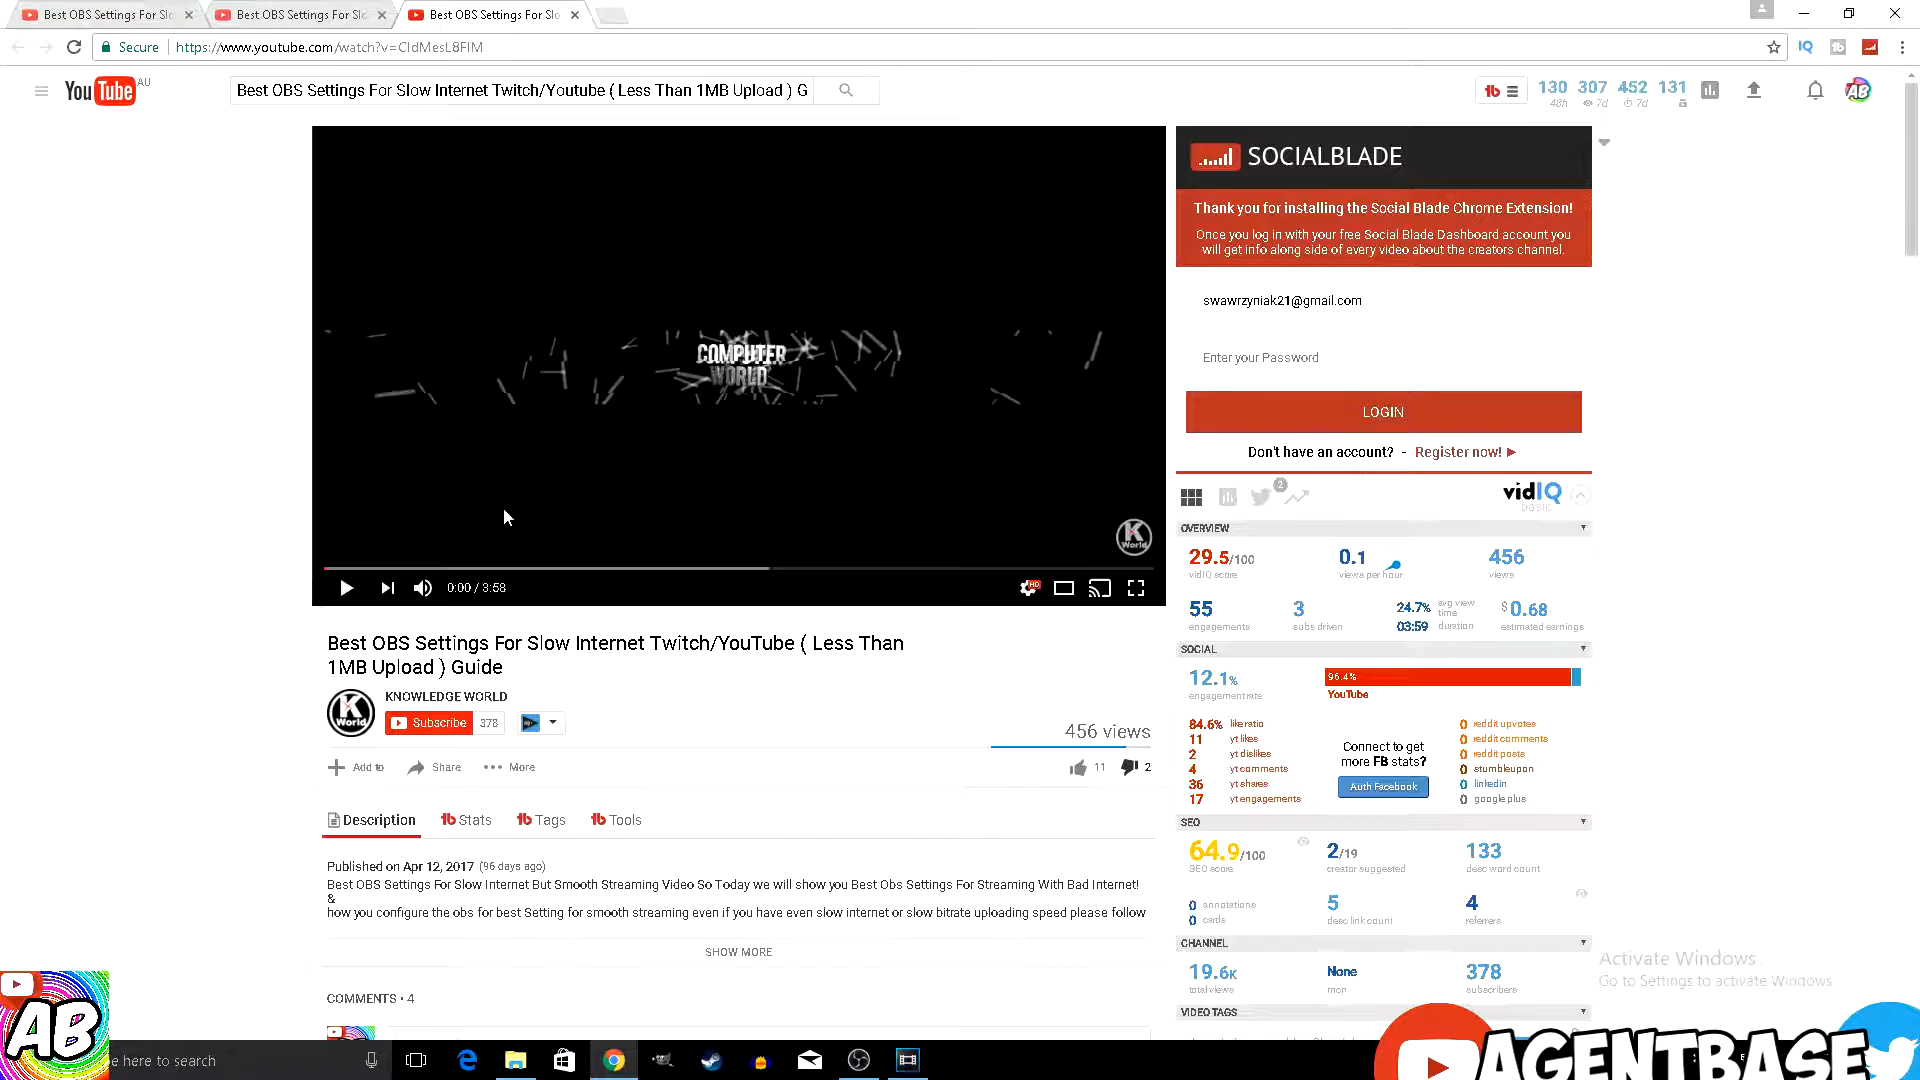 Best OBS Settings For Slo
Best OBS Settings For Sle
Best OBS Settings For Slo
Secure
https://www.youtube.com/watch?v=CIdMesL8FIM
YouTube AU
Best OBS Settings For Slow Internet Twitch/Youtube ( Less Than 1MB Upload ) G
130 307 452 131
48h 7d 7d
COMPUTER
WORLD
K
World
0:00 / 3:58
HD
SOCIALBLADE
Thank you for installing the Social Blade Chrome Extension!
Once you log in with your free Social Blade Dashboard account you
will get info along side of every video about the creators channel.
swawrzyniak21@gmail.com
Enter your Password
LOGIN
Don't have an account? - Register now!
2
vidIQ
BASIC
OVERVIEW
29.5/100 0.1 456
vidIQ score views per hour views
55 3 24.7% avg view time $0.68
engagements subs driven 03:59 duration estimated earnings
SOCIAL
12.1%
engagement rate
96.4%
YouTube
84.6% like ratio
11 yt likes
2 yt dislikes
4 yt comments
36 yt shares
17 yt engagements
Connect to get
more FB stats?
Auth Facebook
0 reddit upvotes
0 reddit comments
0 reddit posts
0 stumbleupon
0 linkedin
0 google plus
SEO
64.9/100 2/19 133
SEO score creator suggested desc word count
0 annotations
0 cards
5 4
desc link count referrers
CHANNEL
19.6K None 378
total views mcn subscribers
VIDEO TAGS
Best OBS Settings For Slow Internet Twitch/YouTube ( Less Than
1MB Upload ) Guide
K
World
KNOWLEDGE WORLD
Subscribe 378
456 views
Add to Share More
11 2
Description Stats Tags Tools
Published on Apr 12, 2017 (96 days ago)
Best OBS Settings For Slow Internet But Smooth Streaming Video So Today we will show you Best Obs Settings For Streaming With Bad Internet!
&
how you configure the obs for best Setting for smooth streaming even if you have even slow internet or slow bitrate uploading speed please follow
SHOW MORE
COMMENTS • 4
Activate Windows
Go to Settings to activate Windows
AB
here to search
AGENTBASE